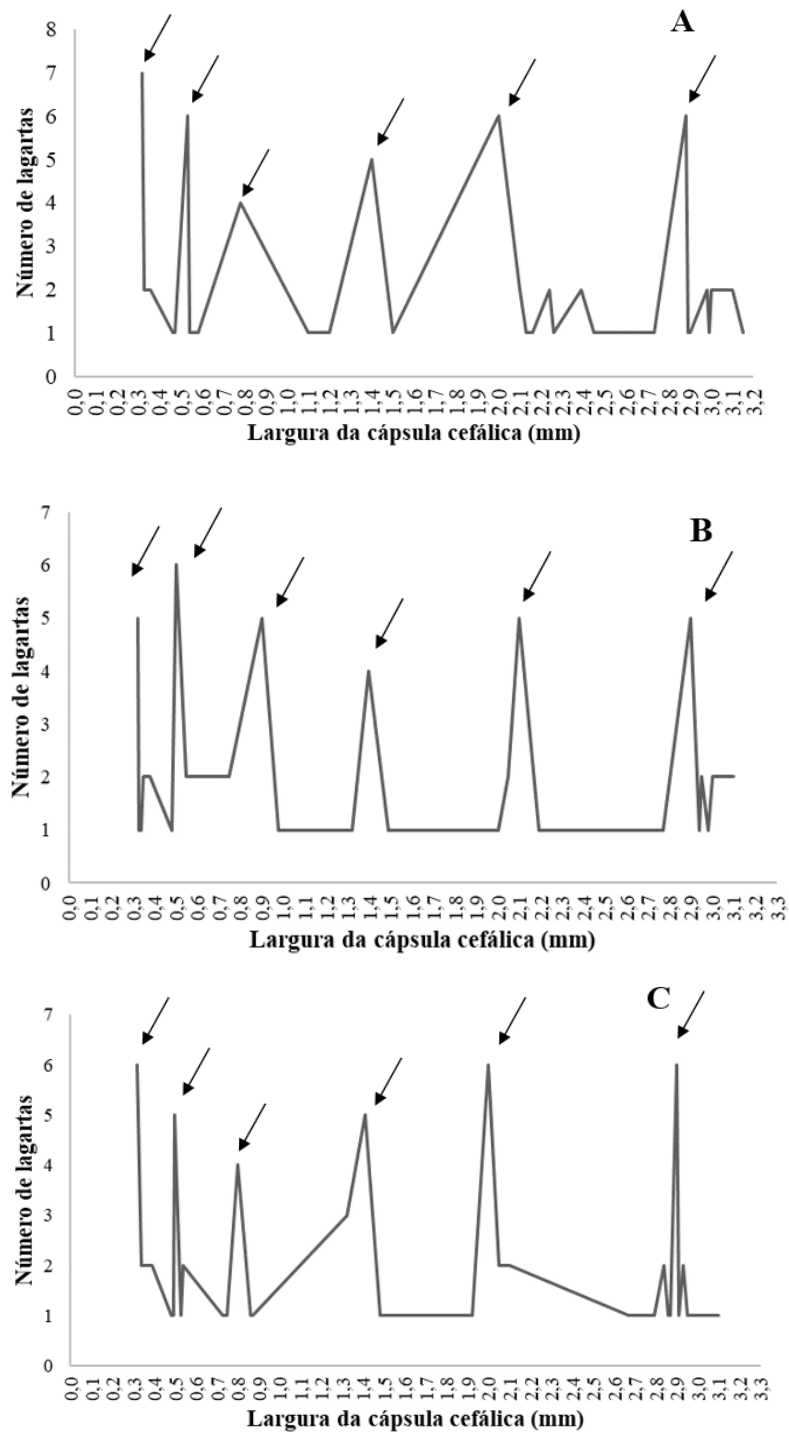 A
8
7
6
5
4
3
2
1
0
Número de lagartas
0,0 0,1 0,2 0,3 0,4 0,5 0,6 0,7 0,8 0,9 1,0 1,1 1,2 1,3 1,4 1,5 1,6 1,7 1,8 1,9 2,0 2,1 2,2 2,3 2,4 2,5 2,6 2,7 2,8 2,9 3,0 3,1 3,2
Largura da cápsula cefálica (mm)
B
7
6
5
4
3
2
1
0
Número de lagartas
0,0 0,1 0,2 0,3 0,4 0,5 0,6 0,7 0,8 0,9 1,0 1,1 1,2 1,3 1,4 1,5 1,6 1,7 1,8 1,9 2,0 2,1 2,2 2,3 2,4 2,5 2,6 2,7 2,8 2,9 3,0 3,1 3,2 3,3
Largura da cápsula cefálica (mm)
C
7
6
5
4
3
2
1
0
Número de lagartas
0,0 0,1 0,2 0,3 0,4 0,5 0,6 0,7 0,8 0,9 1,0 1,1 1,2 1,3 1,4 1,5 1,6 1,7 1,8 1,9 2,0 2,1 2,2 2,3 2,4 2,5 2,6 2,7 2,8 2,9 3,0 3,1 3,2 3,3
Largura da cápsula cefálica (mm)